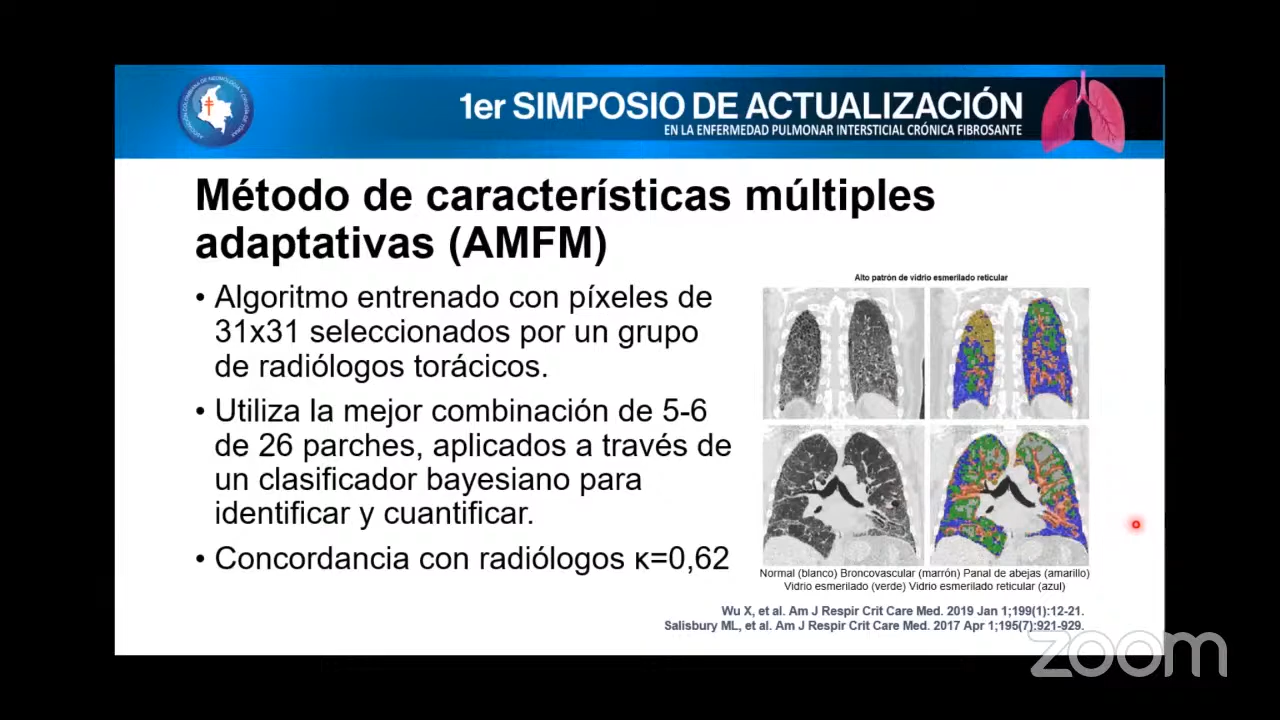 1er SIMPOSIO DE ACTUALIZACIÓN
EN LA ENFERMEDAD PULMONAR INTERSTICIAL CRÓNICA FIBROSANTE
Método de características múltiples
adaptativas (AMFM)
• Algoritmo entrenado con píxeles de
31x31 seleccionados por un grupo
de radiólogos torácicos.
• Utiliza la mejor combinación de 5-6
de 26 parches, aplicados a través de
un clasificador bayesiano para
identificar y cuantificar.
• Concordancia con radiólogos κ=0,62
Alto patrón de vidrio esmerilado reticular
Normal (blanco) Broncovascular (marrón) Panal de abejas (amarillo)
Vidrio esmerilado (verde) Vidrio esmerilado reticular (azul)
Wu X, et al. Am J Respir Crit Care Med. 2019 Jan 1;199(1):12-21.
Salisbury ML, et al. Am J Respir Crit Care Med. 2017 Apr 1;195(7):921-929.
zoom